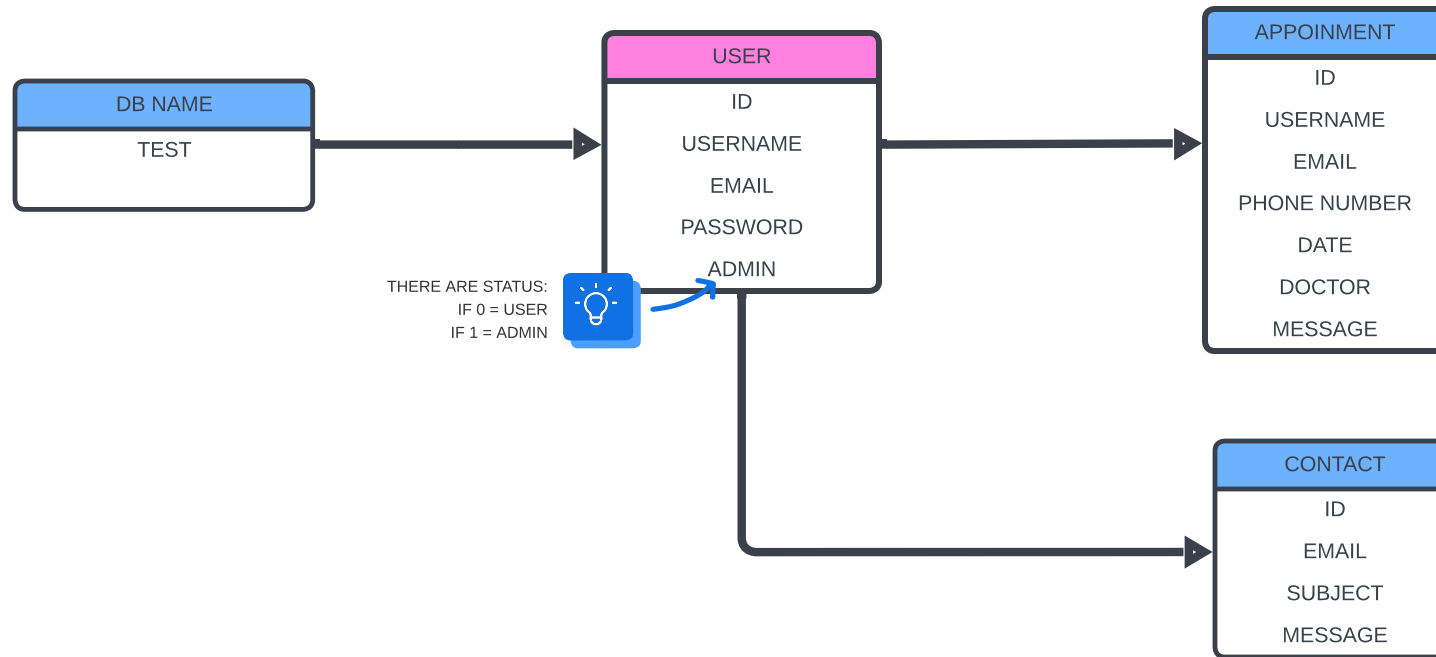 DB NAME
TEST
USER
ID
USERNAME
EMAIL
PASSWORD
ADMIN
THERE ARE STATUS:
IF 0 = USER
IF 1 = ADMIN
APPOINMENT
ID
USERNAME
EMAIL
PHONE NUMBER
DATE
DOCTOR
MESSAGE
CONTACT
ID
EMAIL
SUBJECT
MESSAGE